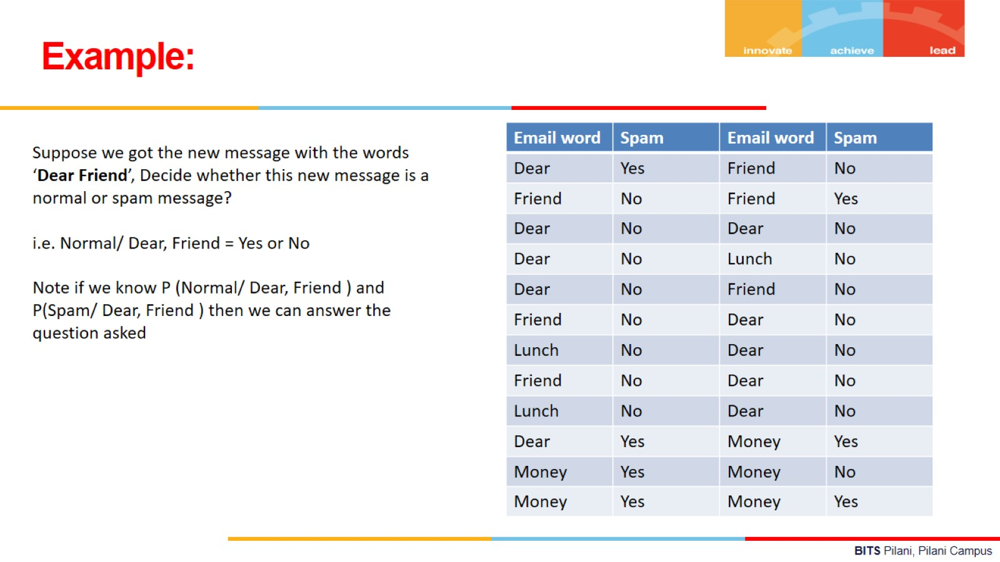 Example:
innovate achieve lead
Suppose we got the new message with the words
‘Dear Friend’, Decide whether this new message is a
normal or spam message?
i.e. Normal/ Dear, Friend = Yes or No
Note if we know P (Normal/ Dear, Friend ) and
P(Spam/ Dear, Friend ) then we can answer the
question asked
Email word Spam Email word Spam
Dear Yes Friend No
Friend No Friend Yes
Dear No Dear No
Dear No Lunch No
Dear No Friend No
Friend No Dear No
Lunch No Dear No
Friend No Dear No
Lunch No Dear No
Dear Yes Money Yes
Money Yes Money No
Money Yes Money Yes
BITS Pilani, Pilani Campus